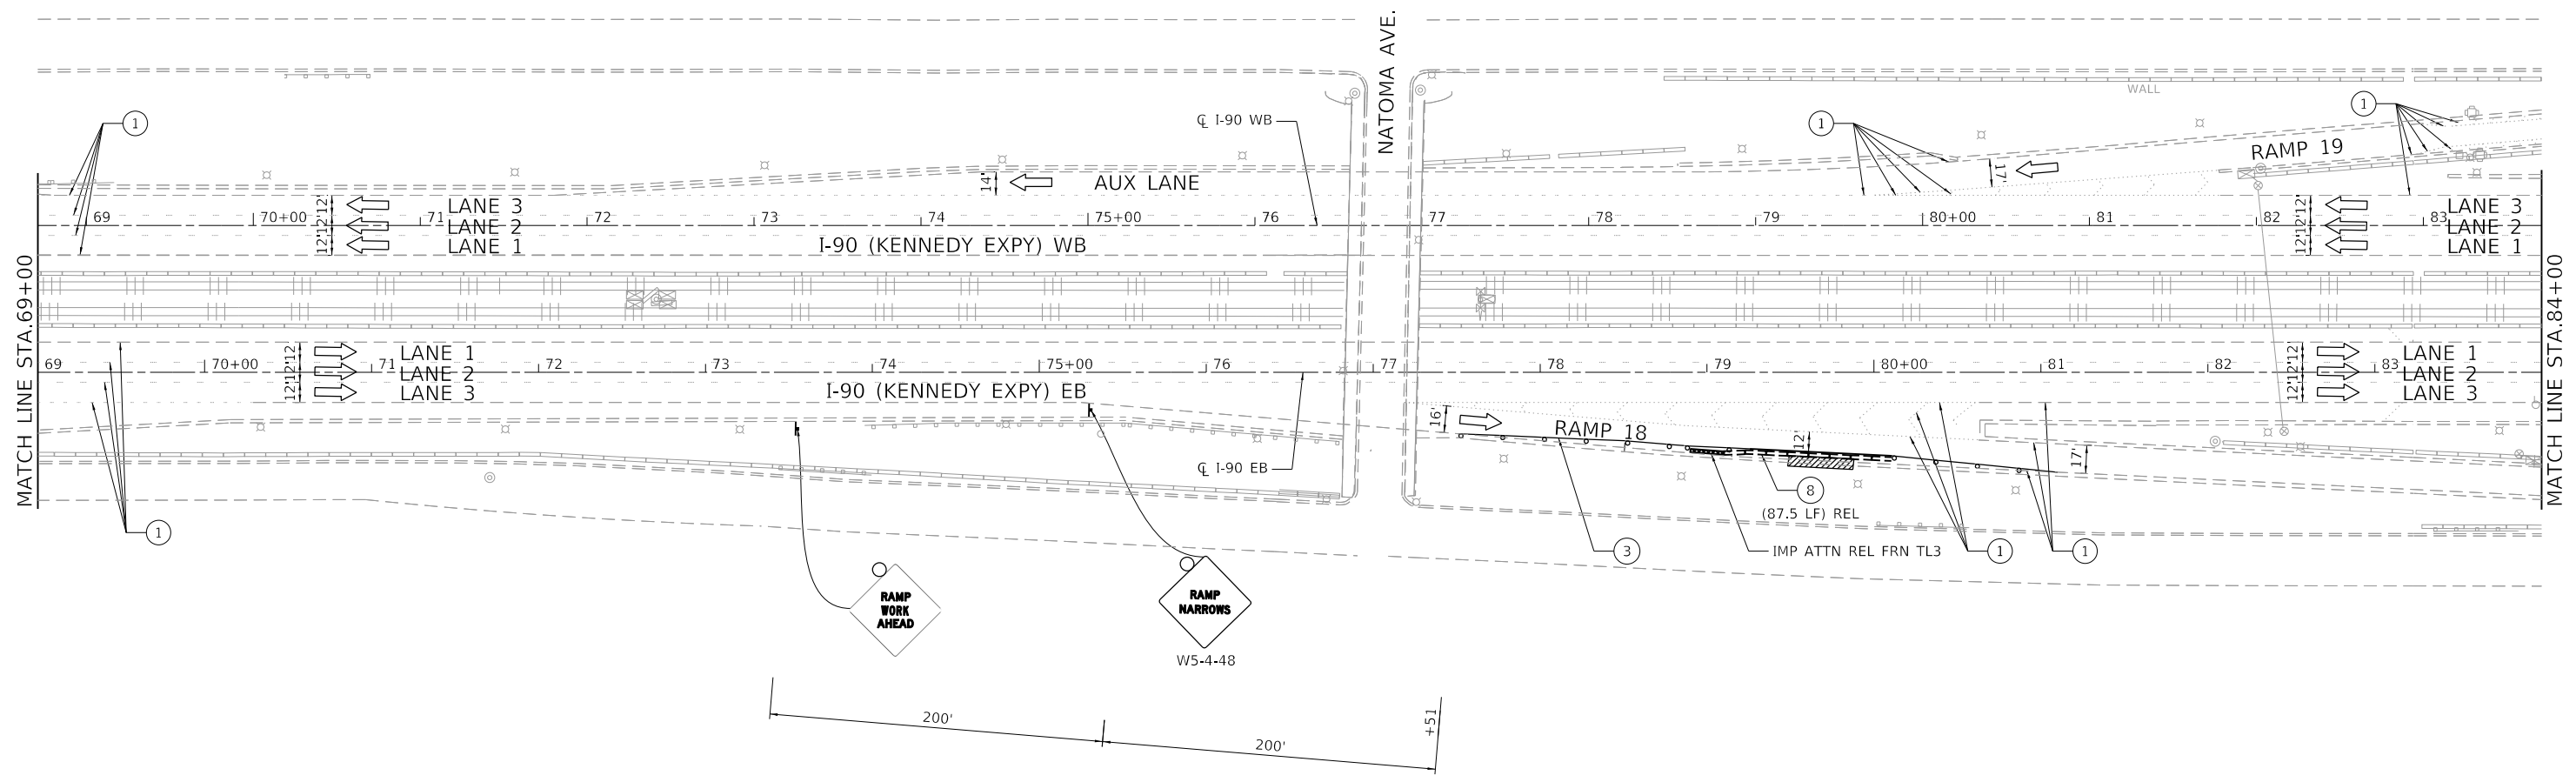 NATOMA AVE.
WALL
1
1
1
℄ I-90 WB
RAMP 19
17'
14'
AUX LANE
12'12'12'
LANE 3
LANE 2
LANE 1
69
70+00
71
72
73
74
75+00
76
77
78
79
80+00
81
82
83
I-90 (KENNEDY EXPY) WB
12'12'12'
LANE 3
LANE 2
LANE 1
MATCH LINE STA.69+00
MATCH LINE STA.84+00
69
70+00
71
72
73
74
75+00
76
77
78
79
80+00
81
82
83
12'12'12'
LANE 1
LANE 2
LANE 3
I-90 (KENNEDY EXPY) EB
12'12'12'
LANE 1
LANE 2
LANE 3
16'
RAMP 18
12'
17'
℄ I-90 EB
8
(87.5 LF) REL
1
3
IMP ATTN REL FRN TL3
1
1
RAMP
WORK
AHEAD
RAMP
NARROWS
W5-4-48
200'
200'
+51